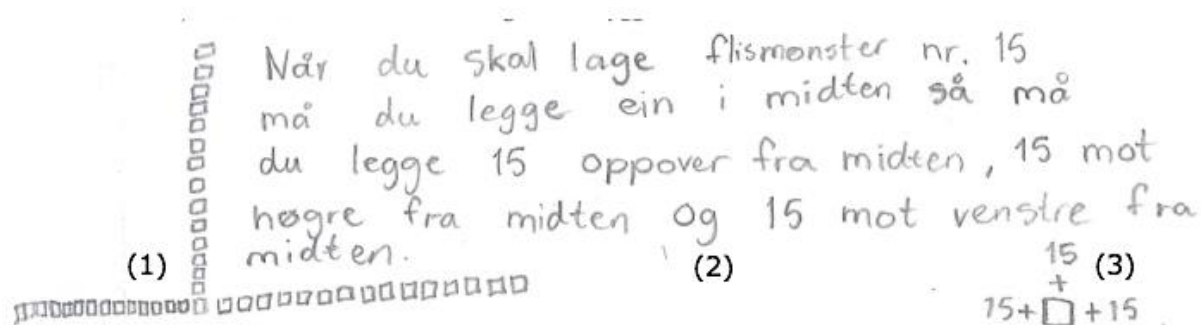 Når du skal lage flismønster nr. 15
må du legge ein i midten så må
du legge 15 oppover fra midten, 15 mot
høgre fra midten og 15 mot venstre fra
midten.
(1)
(2)
15 (3)
+
15+□+15